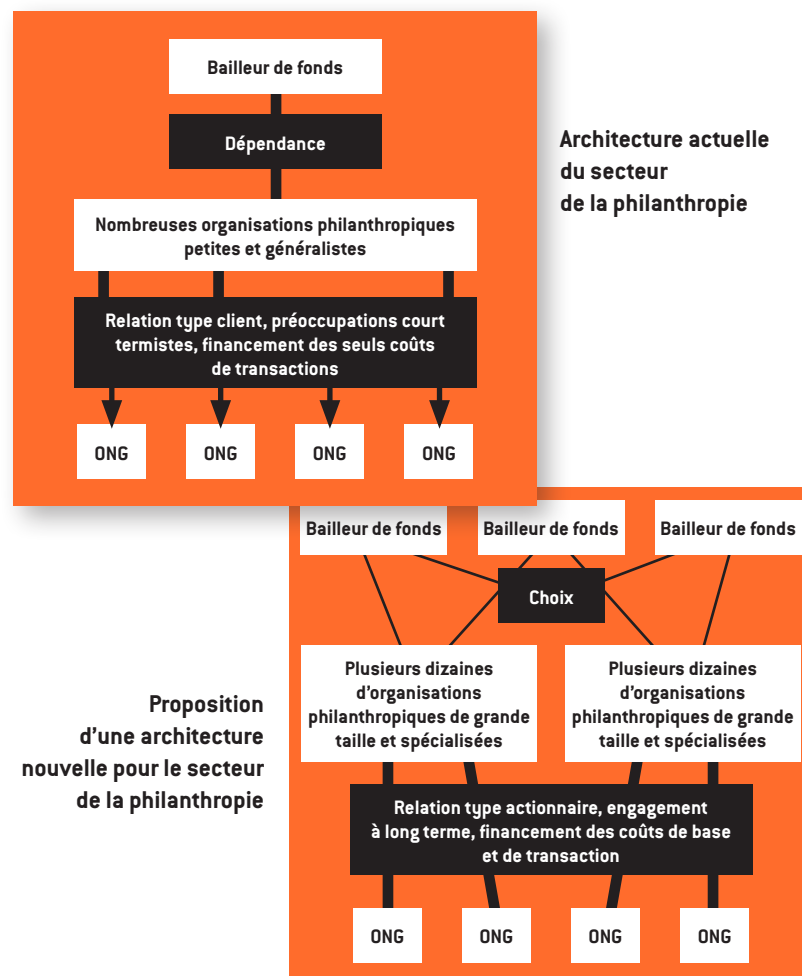 Bailleur de fonds
Dépendance
Nombreuses organisations philanthropiques
petites et généralistes
Relation type client, préoccupations court
termistes, financement des seuls coûts
de transactions
ONG
ONG
ONG
ONG
Architecture actuelle
du secteur
de la philanthropie
Bailleur de fonds
Bailleur de fonds
Bailleur de fonds
Choix
Plusieurs dizaines
d’organisations
philanthropiques de grande
taille et spécialisées
Plusieurs dizaines
d’organisations
philanthropiques de grande
taille et spécialisées
Relation type actionnaire, engagement
à long terme, financement des coûts de base
et de transaction
ONG
ONG
ONG
ONG
Proposition
d’une architecture
nouvelle pour le secteur
de la philanthropie